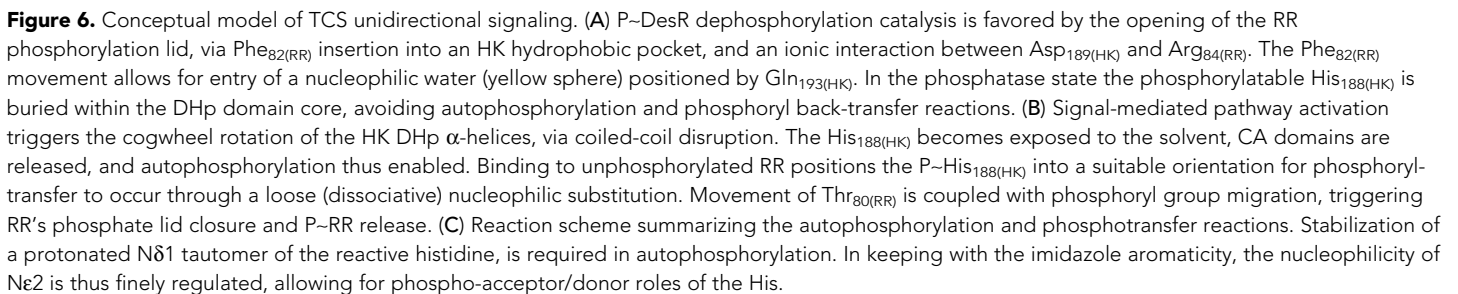 Figure 6. Conceptual model of TCS unidirectional signaling. (A) P~DesR dephosphorylation catalysis is favored by the opening of the RR
phosphorylation lid, via Phe82(RR) insertion into an HK hydrophobic pocket, and an ionic interaction between Asp189(HK) and Arg84(RR). The Phe82(RR)
movement allows for entry of a nucleophilic water (yellow sphere) positioned by Gln193(HK). In the phosphatase state the phosphorylatable His188(HK) is
buried within the DHp domain core, avoiding autophosphorylation and phosphoryl back-transfer reactions. (B) Signal-mediated pathway activation
triggers the cogwheel rotation of the HK DHp α-helices, via coiled-coil disruption. The His188(HK) becomes exposed to the solvent, CA domains are
released, and autophosphorylation thus enabled. Binding to unphosphorylated RR positions the P~His188(HK) into a suitable orientation for phosphoryl-
transfer to occur through a loose (dissociative) nucleophilic substitution. Movement of Thr80(RR) is coupled with phosphoryl group migration, triggering
RR's phosphate lid closure and P~RR release. (C) Reaction scheme summarizing the autophosphorylation and phosphotransfer reactions. Stabilization of
a protonated Nδ1 tautomer of the reactive histidine, is required in autophosphorylation. In keeping with the imidazole aromaticity, the nucleophilicity of
Nε2 is thus finely regulated, allowing for phospho-acceptor/donor roles of the His.